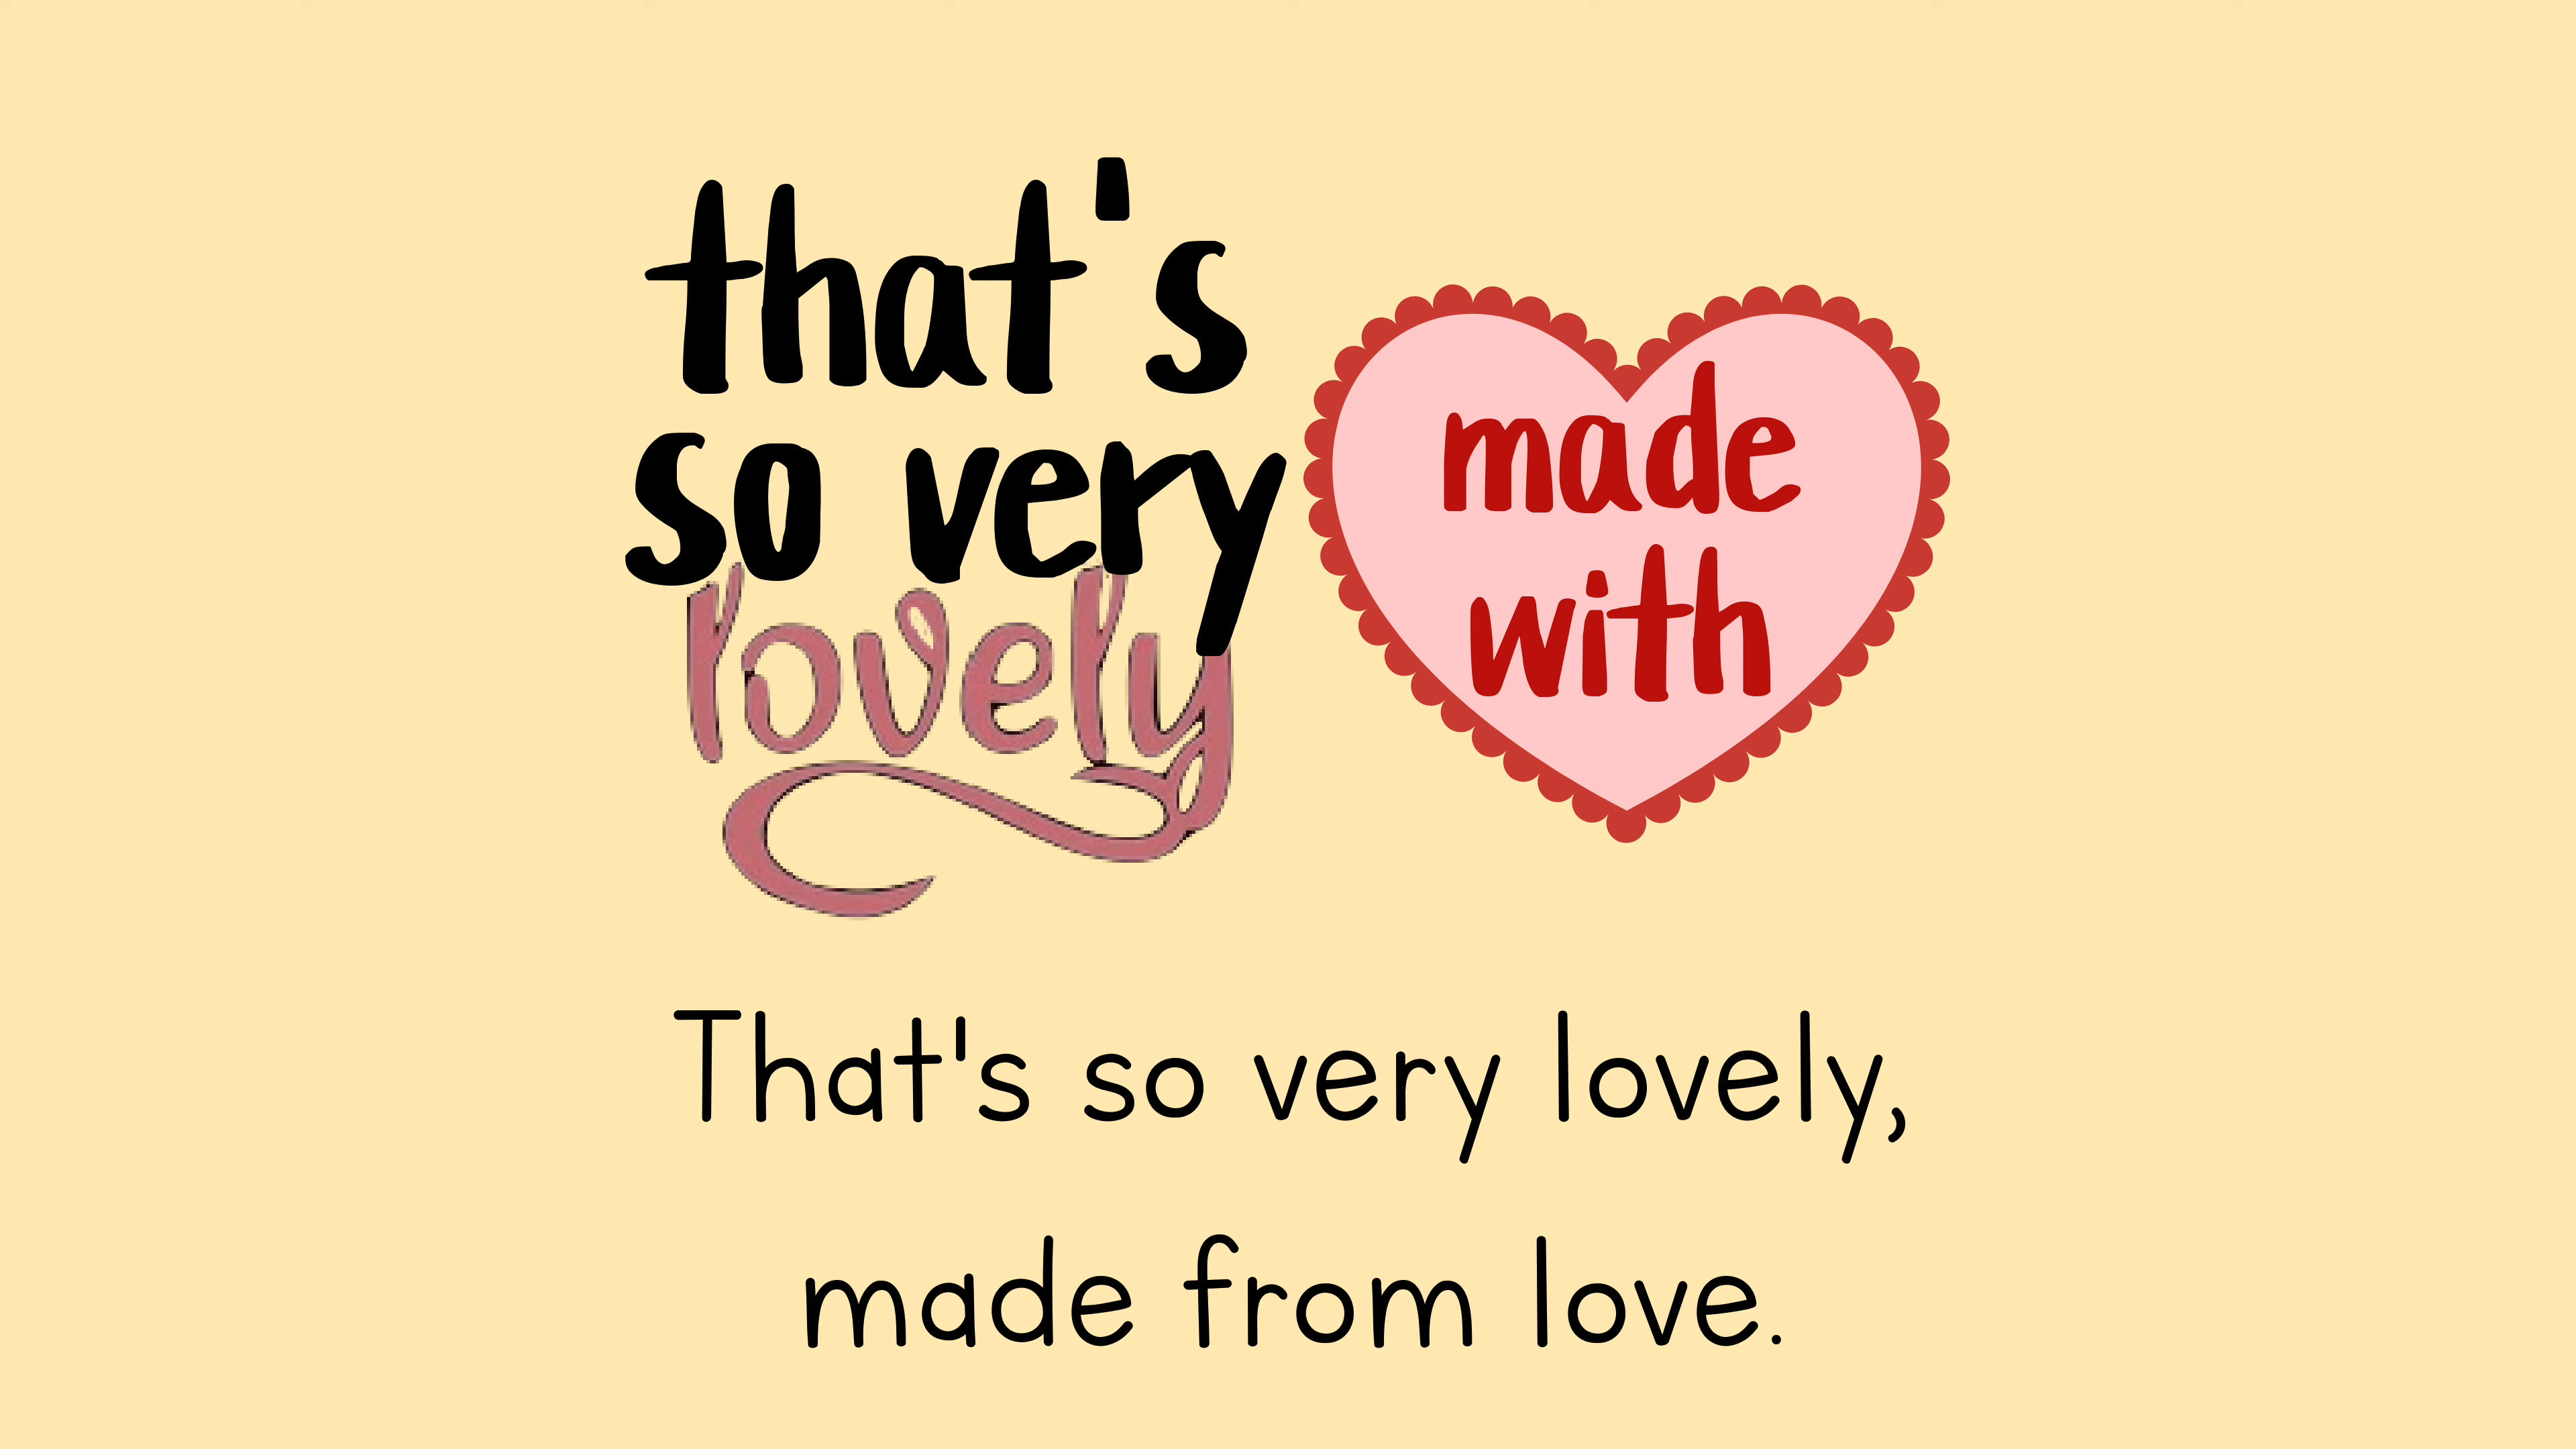 that's
so very
lovely
made
with
That's so very lovely,
made from love.